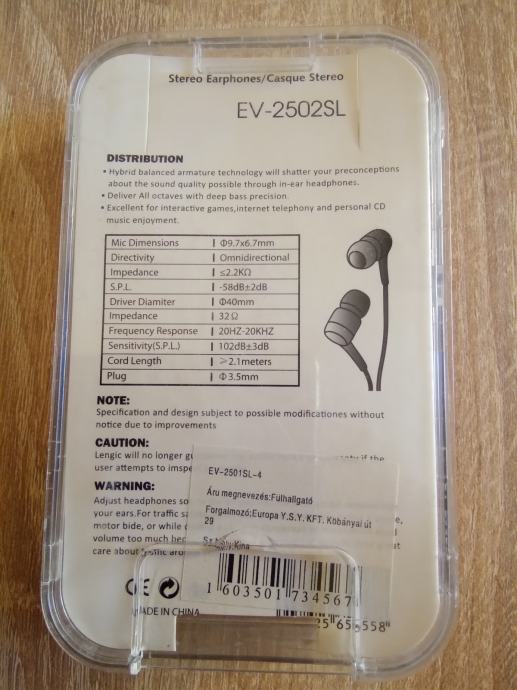 Stereo Earphones/Casque Stereo
EV-2502SL
DISTRIBUTION
• Hybrid balanced armature technology will shatter your preconceptions
about the sound quality possible through in-ear headphones.
• Deliver All octaves with deep bass precision.
• Excellent for interactive games,internet telephony and personal CD
music enjoyment.
Mic Dimensions Φ9.7x6.7mm
Directivity Omnidirectional
Impedance ≤2.2KΩ
S.P.L. -58dB±2dB
Driver Diamiter Φ40mm
Impedance 32Ω
Frequency Response 20HZ-20KHZ
Sensitivity(S.P.L.) 102dB±3dB
Cord Length ≥2.1meters
Plug Φ3.5mm
NOTE:
Specification and design subject to possible modificationes without
notice due to improvements
CAUTION:
Lengic will no longer
user attempts to
WARNING:
Adjust headphones
your ears.For traffic
motor bide, or while
volume too much
care about
EV-2501SL-4
Áru megnevezés:Fülhallgató
Forgalmozó:Europa Y.S.Y. KFT. Kőbányai út
29
Kína
1 603501 734567
CE
MADE IN CHINA